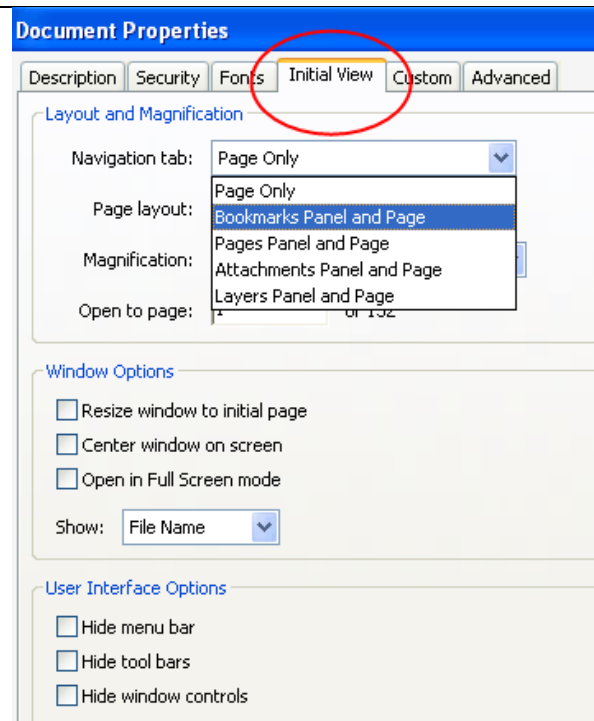 Document Properties
Description Security Fonts Initial View Custom Advanced
Layout and Magnification
Navigation tab: Page Only
Page Only
Page layout:
Bookmarks Panel and Page
Pages Panel and Page
Magnification:
Attachments Panel and Page
Layers Panel and Page
Open to page: 1 of 152
Window Options
Resize window to initial page
Center window on screen
Open in Full Screen mode
Show: File Name
User Interface Options
Hide menu bar
Hide tool bars
Hide window controls